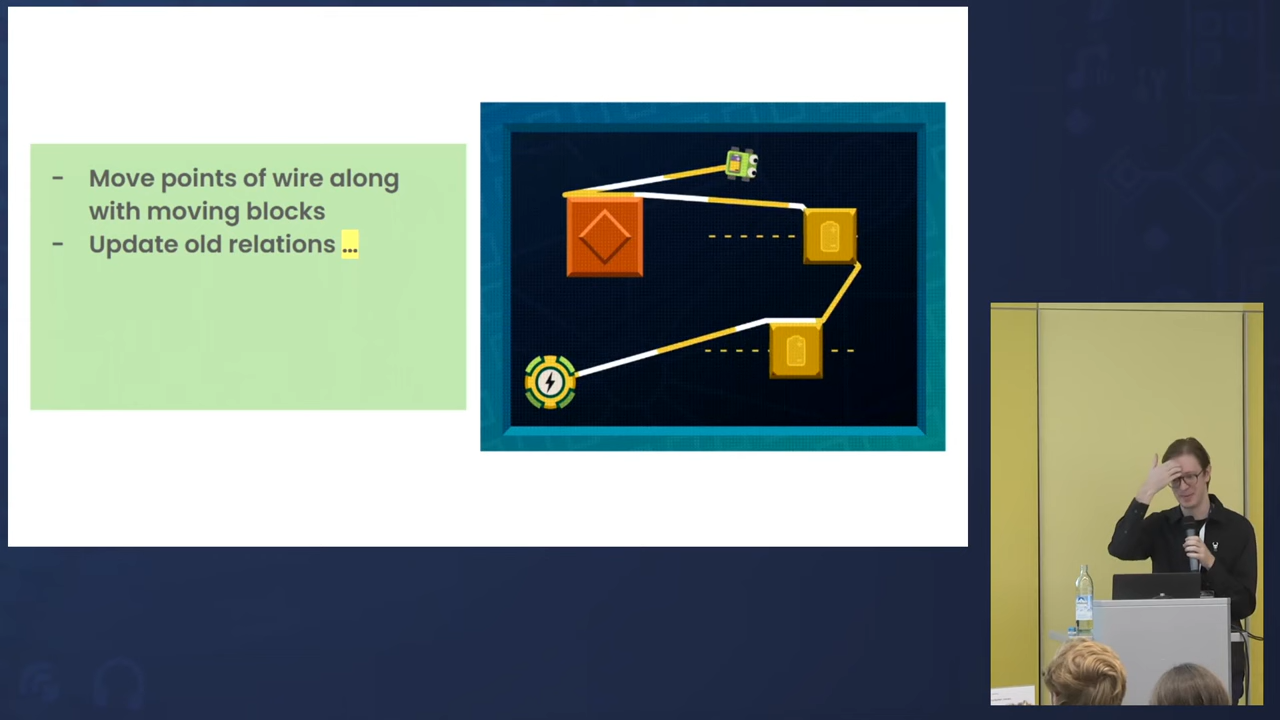 - Move points of wire along
with moving blocks
- Update old relations ...